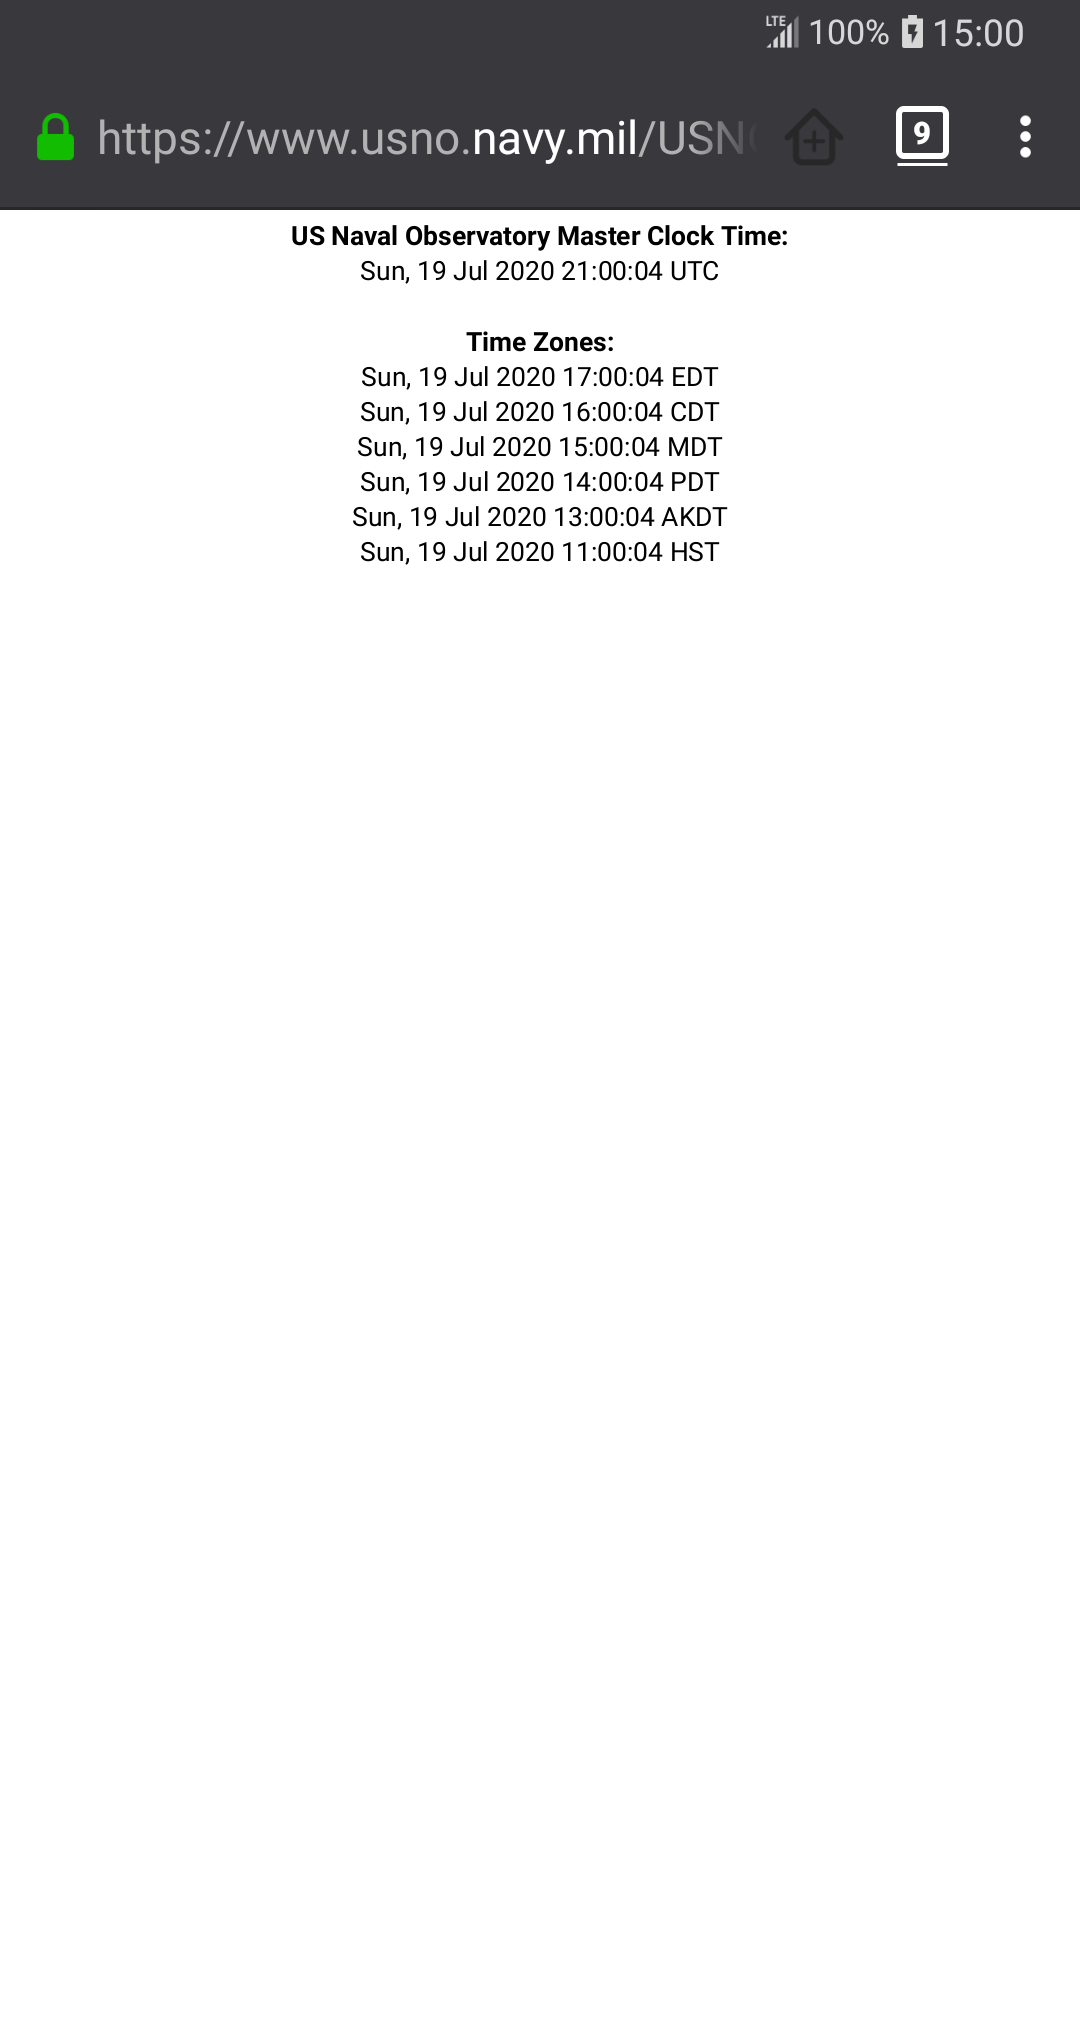 LTE 100% 15:00
https://www.usno.navy.mil/USN 9
US Naval Observatory Master Clock Time:
Sun, 19 Jul 2020 21:00:04 UTC
Time Zones:
Sun, 19 Jul 2020 17:00:04 EDT
Sun, 19 Jul 2020 16:00:04 CDT
Sun, 19 Jul 2020 15:00:04 MDT
Sun, 19 Jul 2020 14:00:04 PDT
Sun, 19 Jul 2020 13:00:04 AKDT
Sun, 19 Jul 2020 11:00:04 HST